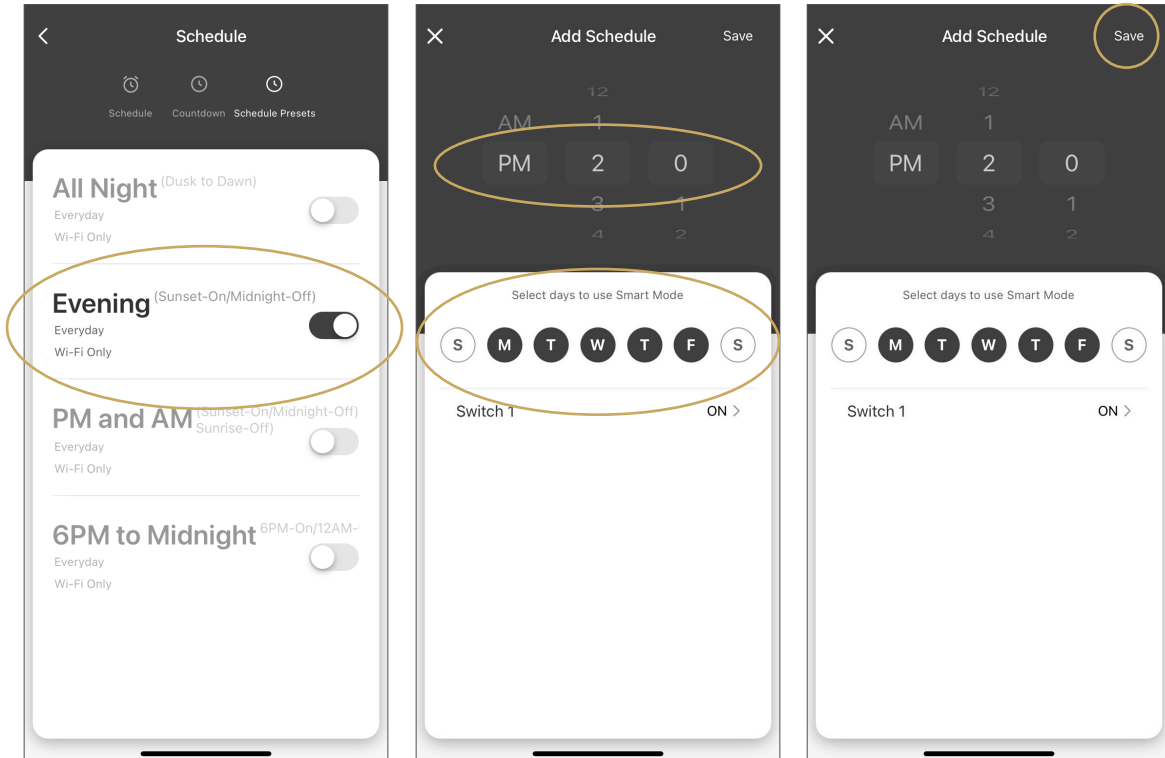 Schedule
Schedule Countdown Schedule Presets
All Night (Dusk to Dawn)
Everyday
Wi-Fi Only
Evening (Sunset-On/Midnight-Off)
Everyday
Wi-Fi Only
PM and AM (Sunset-On/Midnight-Off)
Sunrise-Off)
Everyday
Wi-Fi Only
6PM to Midnight 6PM-On/12AM-
Everyday
Wi-Fi Only
Add Schedule Save
12
AM 1
PM 2 0
3 1
4 2
Select days to use Smart Mode
S M T W T F S
Switch 1 ON >
Add Schedule Save
12
AM 1
PM 2 0
3 1
4 2
Select days to use Smart Mode
S M T W T F S
Switch 1 ON >